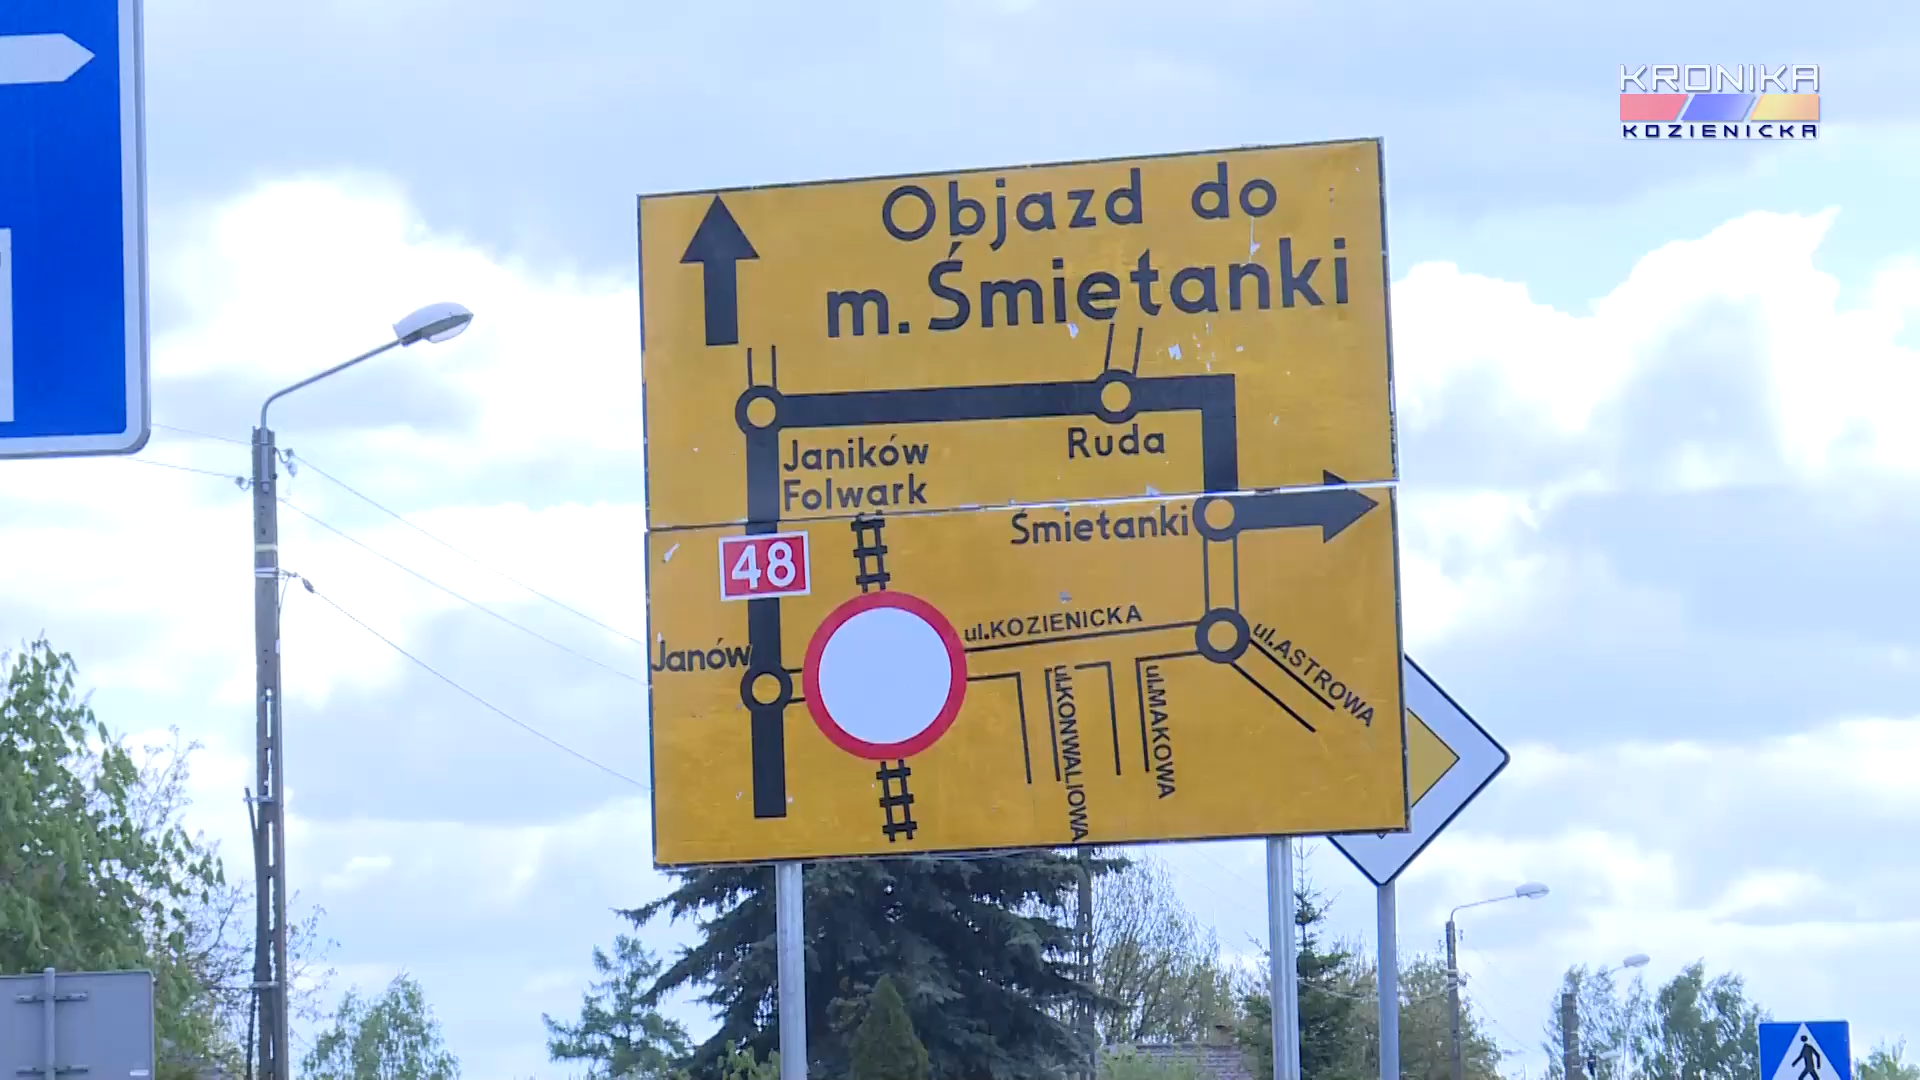 KRONIKA
KOZIENICKA
Objazd do
m. Śmietanki
Janików
Folwark
Ruda
Śmietanki
48
Janów
ul.KOZIENICKA
ul.ASTROWA
ul.KONWALIOWA
ul.MAKOWA